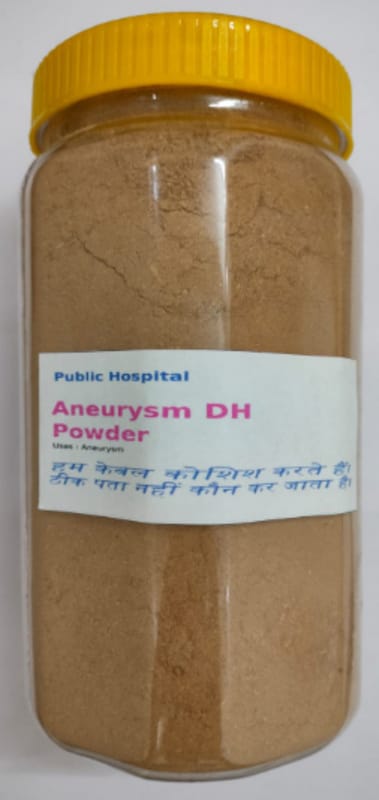 Public Hospital
Aneurysm DH
Powder
Uses : Aneurysm
हम केवल कोशिश करते हैं।
ठीक पता नहीं कौन कर जाता है।